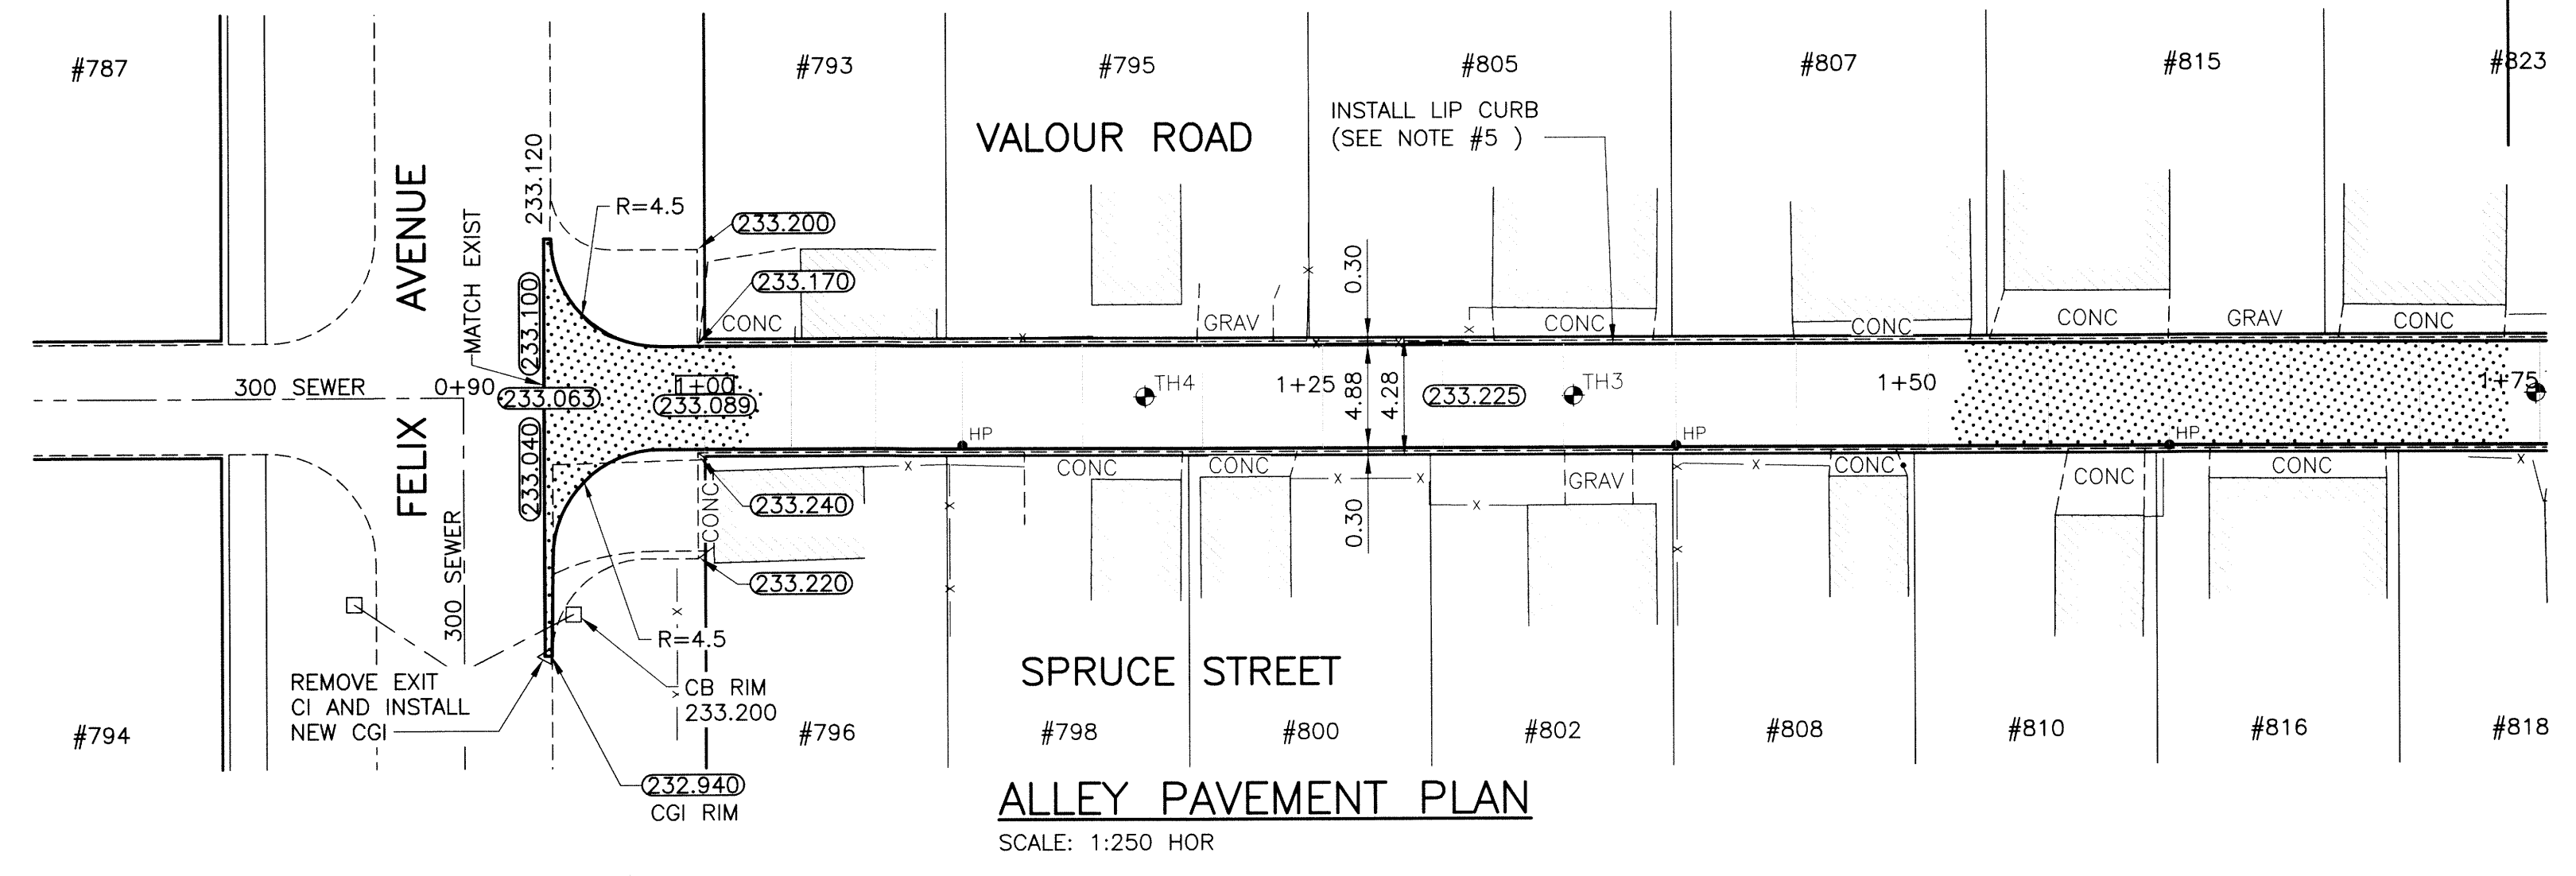 #787
#793
#795
#805
#807
#815
#823
INSTALL LIP CURB
(SEE NOTE #5 )
VALOUR ROAD
FELIX AVENUE
MATCH EXIST
233.120
R=4.5
233.200
233.170
233.100
233.040
0.30
CONC
GRAV
CONC
CONC
CONC
GRAV
CONC
300 SEWER
0+90
233.063
1+00
233.089
TH4
1+25
4.88
4.28
233.225
TH3
1+50
1+75
HP
HP
HP
CONC
CONC
CONC
GRAV
CONC
CONC
CONC
233.240
0.30
233.220
300 SEWER
R=4.5
REMOVE EXIT
CI AND INSTALL
NEW CGI
CB RIM
233.200
SPRUCE STREET
#794
#796
#798
#800
#802
#808
#810
#816
#818
232.940
CGI RIM
ALLEY PAVEMENT PLAN
SCALE: 1:250 HOR